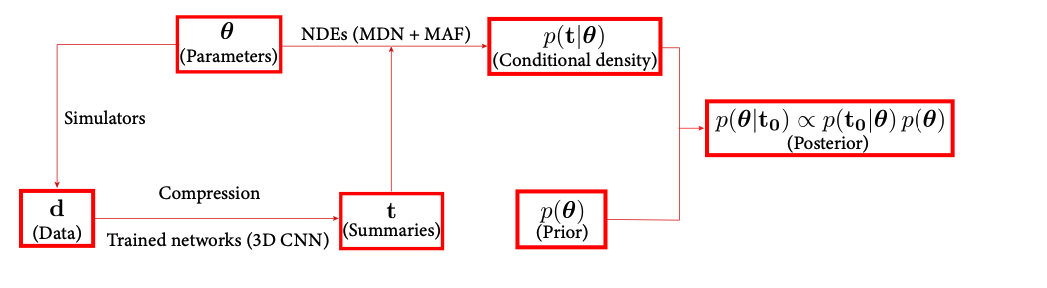 θ
(Parameters)
NDEs (MDN + MAF)
p(t|θ)
(Conditional density)
Simulators
p(θ|t₀) ∝ p(t₀|θ) p(θ)
(Posterior)
Compression
d
(Data)
Trained networks (3D CNN)
t
(Summaries)
p(θ)
(Prior)